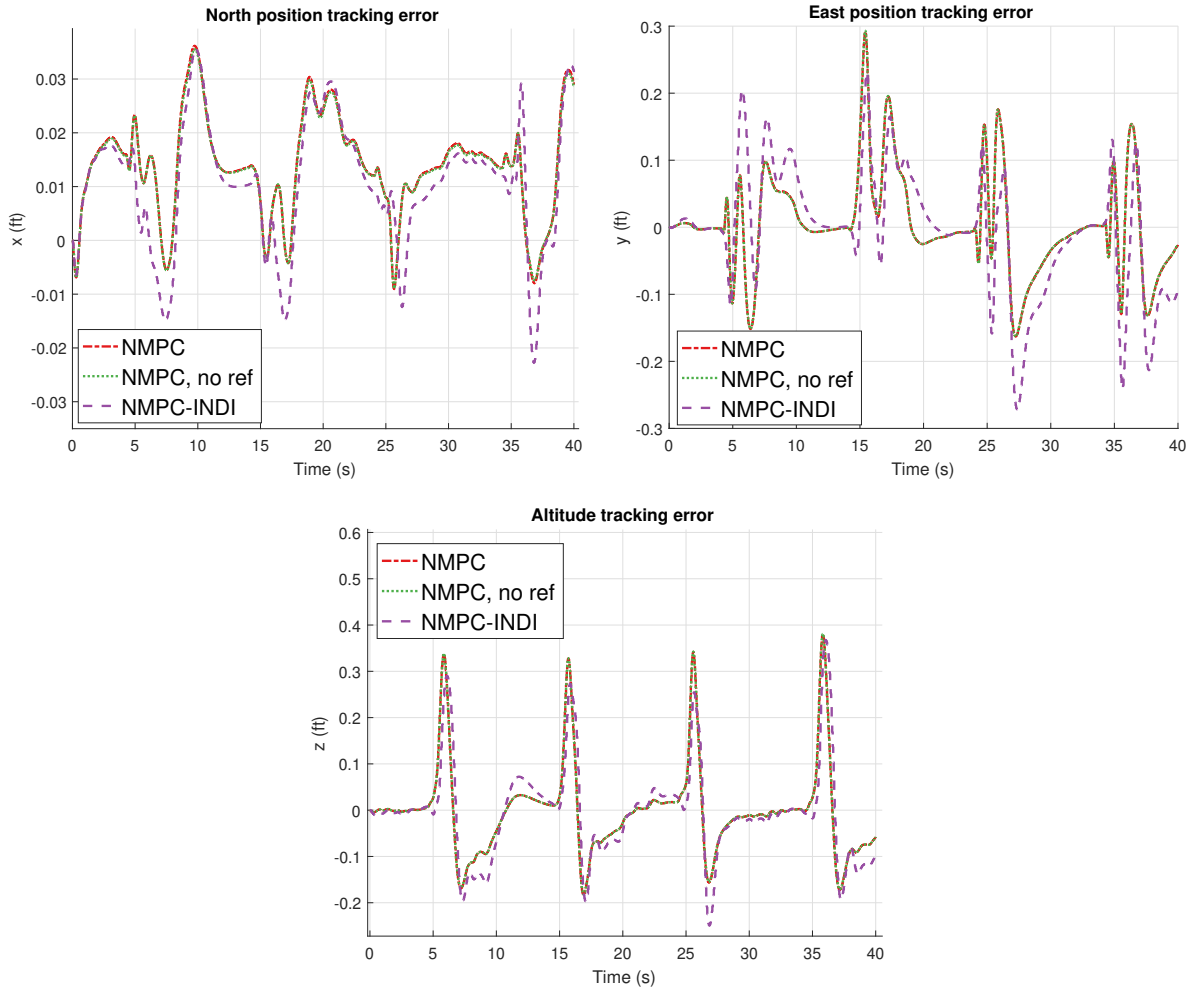 North position tracking error
x (ft)
0.03
0.02
0.01
0
-0.01
-0.02
-0.03
NMPC
NMPC, no ref
NMPC-INDI
0 5 10 15 20 25 30 35 40
Time (s)
East position tracking error
y (ft)
0.3
0.2
0.1
0
-0.1
-0.2
-0.3
NMPC
NMPC, no ref
NMPC-INDI
0 5 10 15 20 25 30 35 40
Time (s)
Altitude tracking error
z (ft)
0.6
0.5
0.4
0.3
0.2
0.1
0
-0.1
-0.2
NMPC
NMPC, no ref
NMPC-INDI
0 5 10 15 20 25 30 35 40
Time (s)